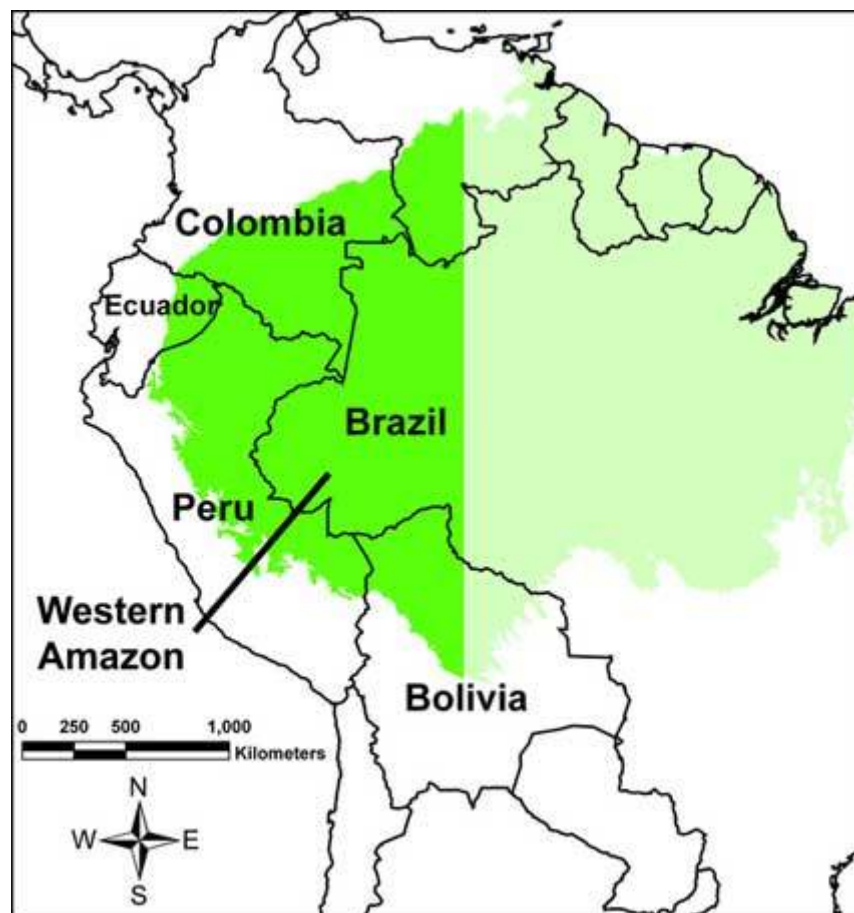 Colombia
Ecuador
Brazil
Peru
Western
Amazon
Bolivia
0 250 500 1,000
Kilometers
N
W E
S